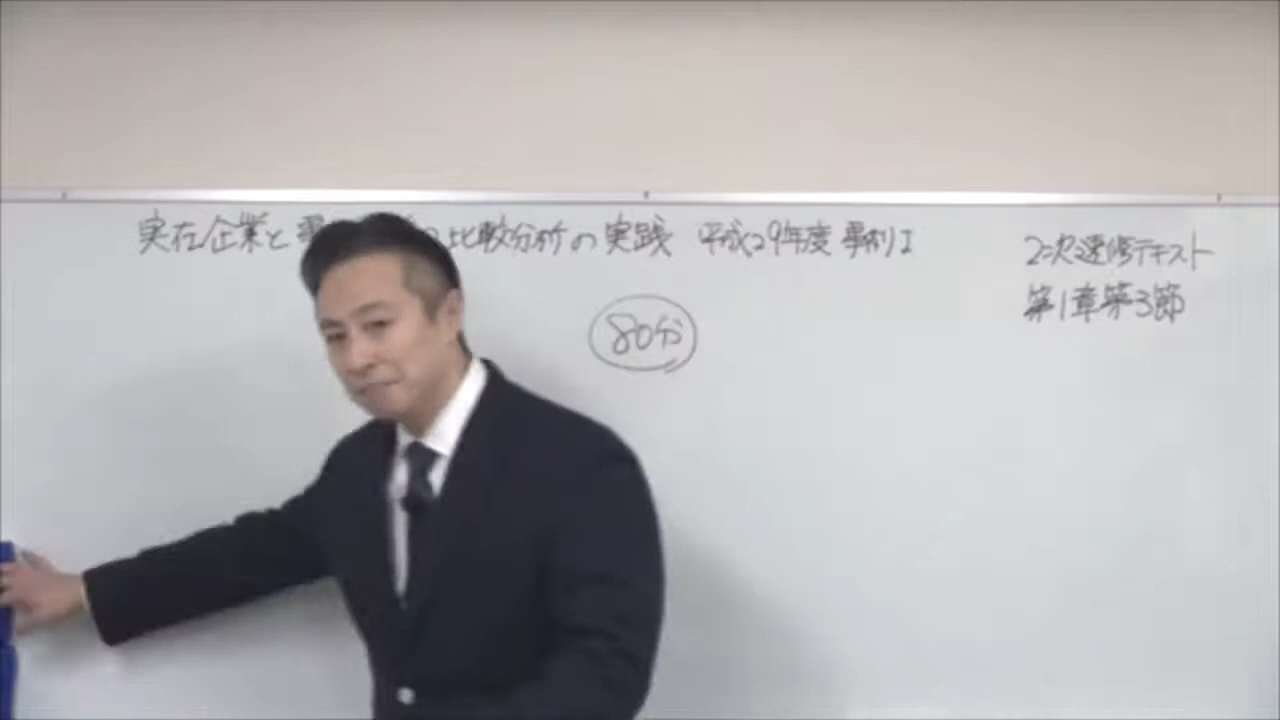 実在企業と事 の比較分析の実践 平成29年度 事例I
80分
2次速修テキスト
第1章第3節